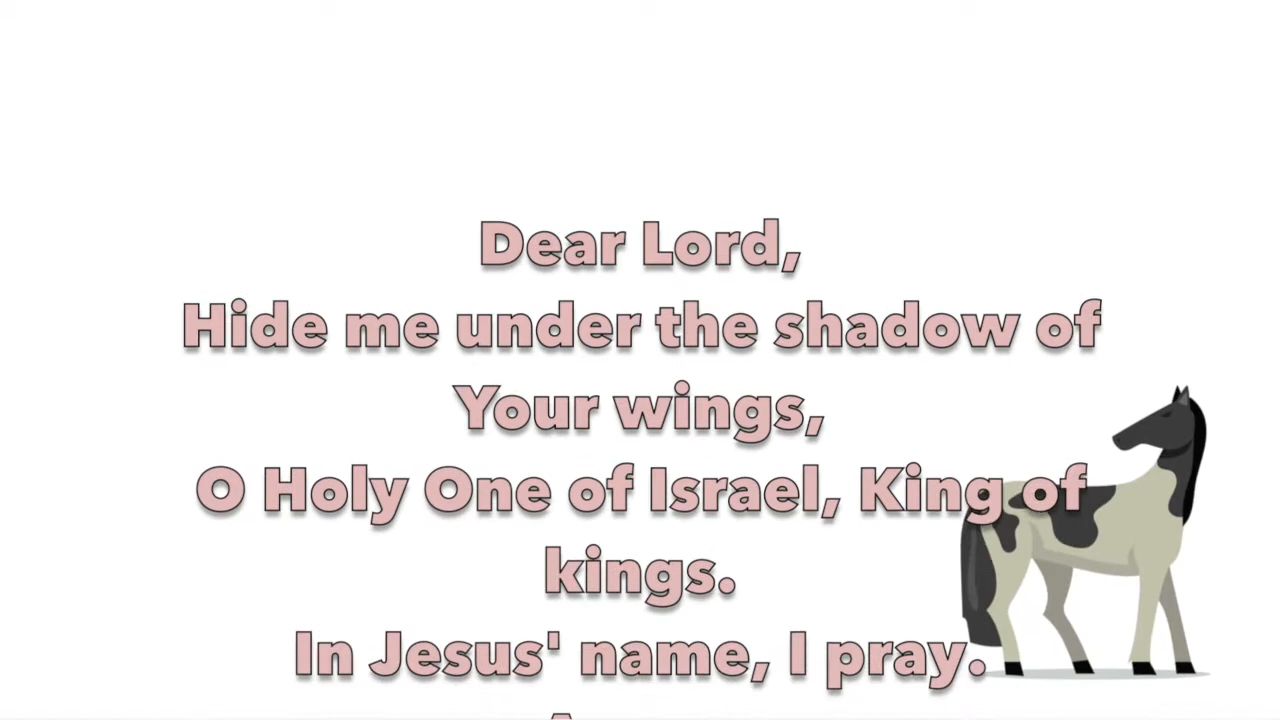 Dear Lord,
Hide me under the shadow of
Your wings,
O Holy One of Israel, King of
kings.
In Jesus' name, I pray.